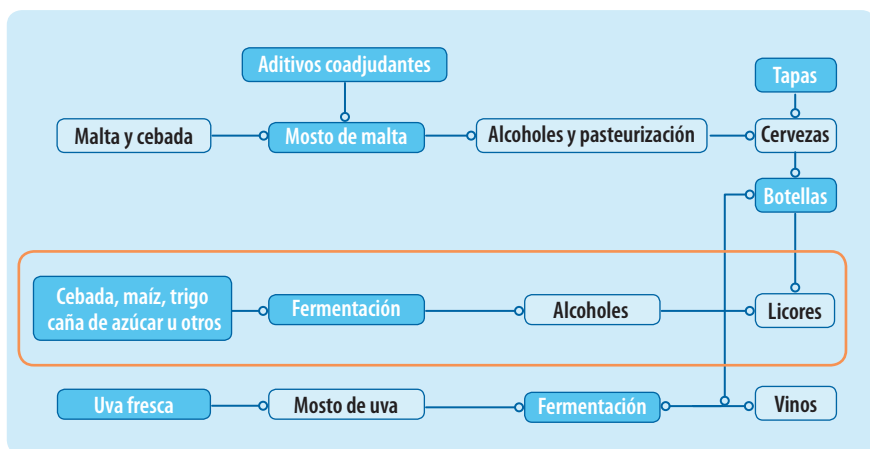 Aditivos coadjudantes
Tapas
Malta y cebada
Mosto de malta
Alcoholes y pasteurización
Cervezas
Botellas
Cebada, maíz, trigo
caña de azúcar u otros
Fermentación
Alcoholes
Licores
Uva fresca
Mosto de uva
Fermentación
Vinos